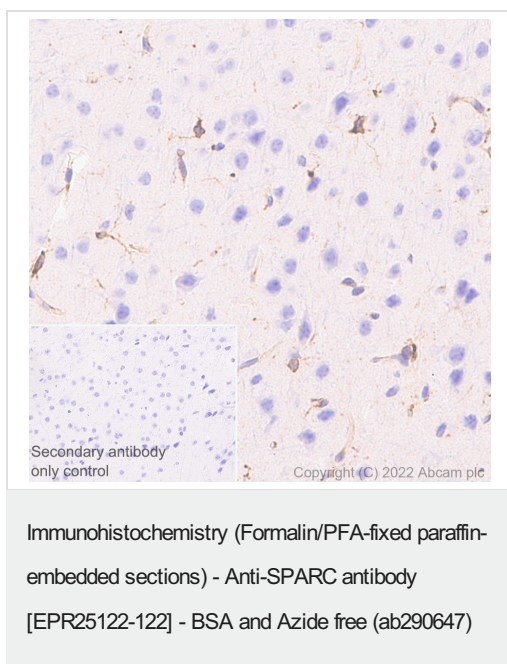 Secondary antibody
only control
Copyright (C) 2022 Abcam plc
Immunohistochemistry (Formalin/PFA-fixed paraffin-
embedded sections) - Anti-SPARC antibody
[EPR25122-122] - BSA and Azide free (ab290647)